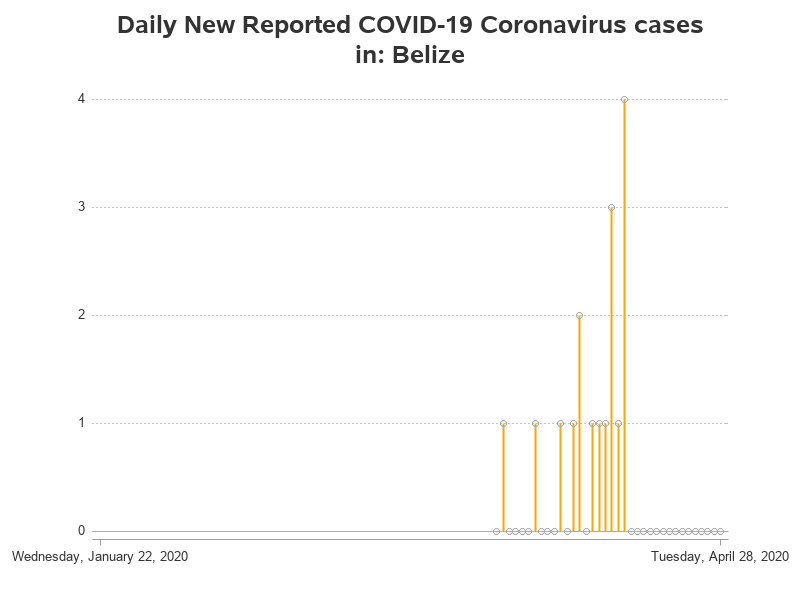 Daily New Reported COVID-19 Coronavirus cases
in: Belize
4
3
2
1
0
Wednesday, January 22, 2020
Tuesday, April 28, 2020